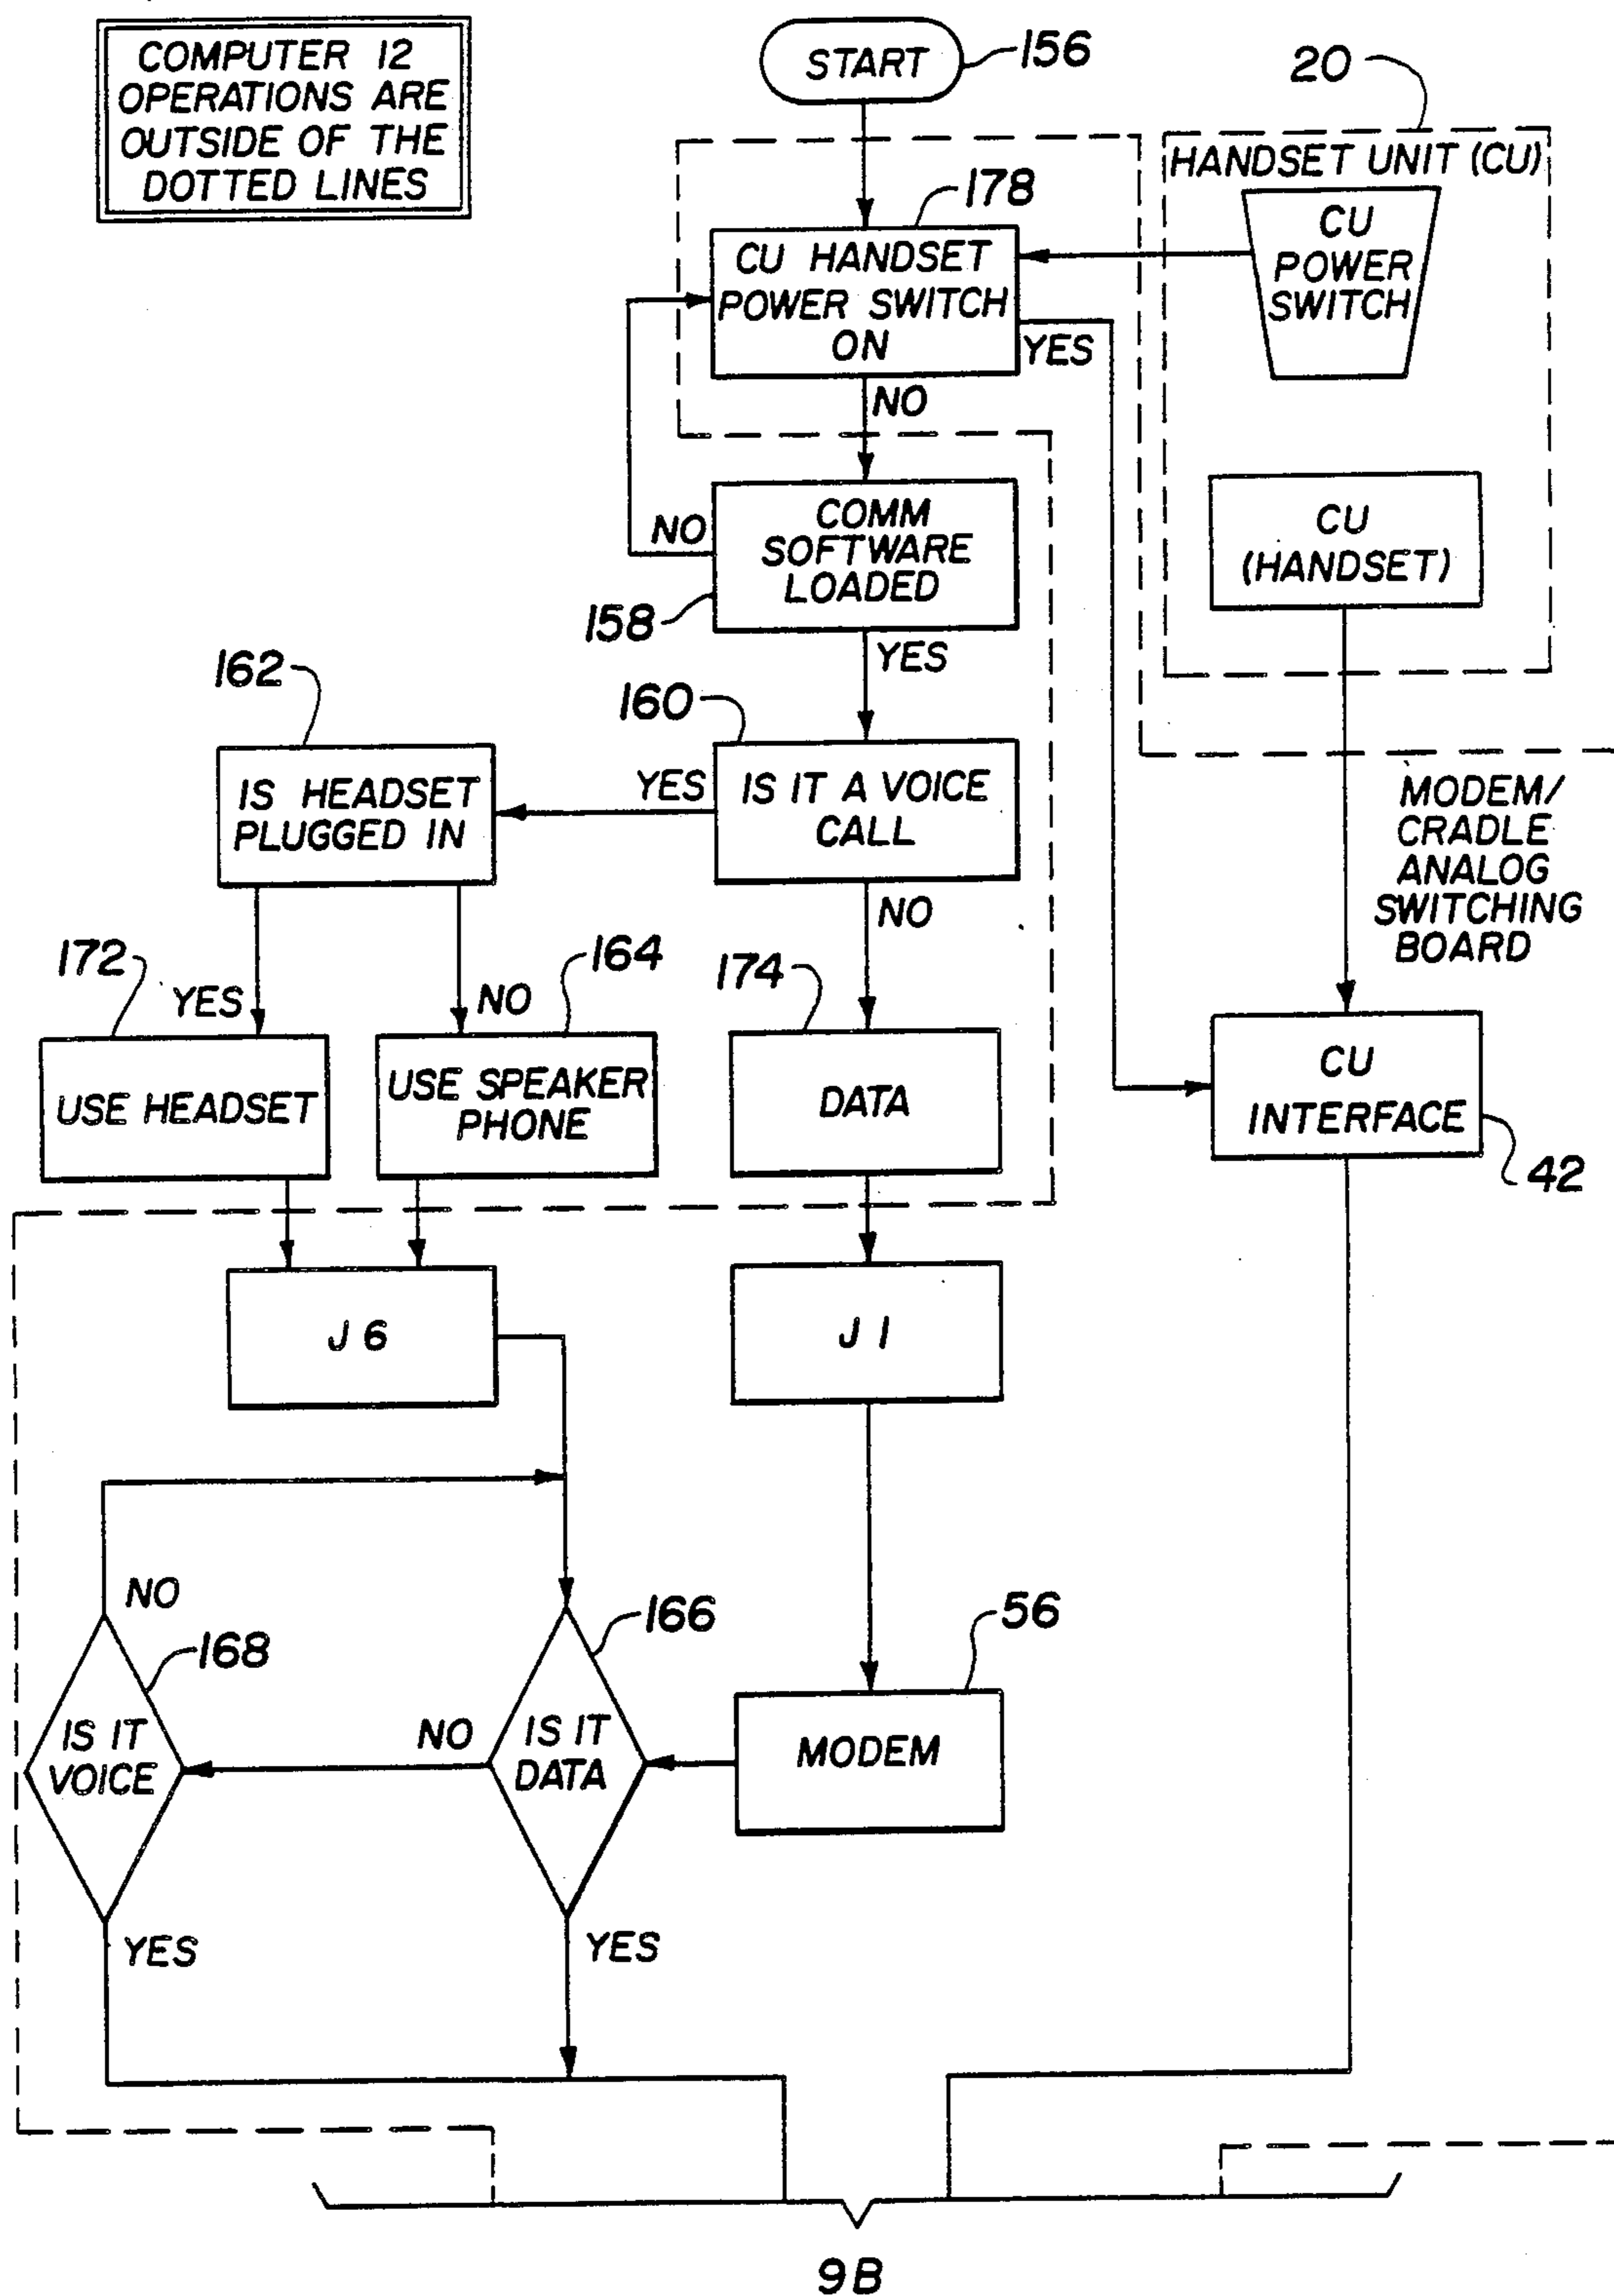 COMPUTER 12
OPERATIONS ARE
OUTSIDE OF THE
DOTTED LINES
START
156
20
HANDSET UNIT (CU)
CU
POWER
SWITCH
178
CU HANDSET
POWER SWITCH
ON
YES
NO
CU
(HANDSET)
COMM
SOFTWARE
LOADED
NO
158
YES
162
160
IS HEADSET
PLUGGED IN
YES
IS IT A VOICE
CALL
MODEM/
CRADLE
ANALOG
SWITCHING
BOARD
NO
172
YES
NO
164
174
USE HEADSET
USE SPEAKER
PHONE
DATA
CU
INTERFACE
42
J6
J1
NO
168
166
56
IS IT
VOICE
NO
IS IT
DATA
MODEM
YES
YES
9B